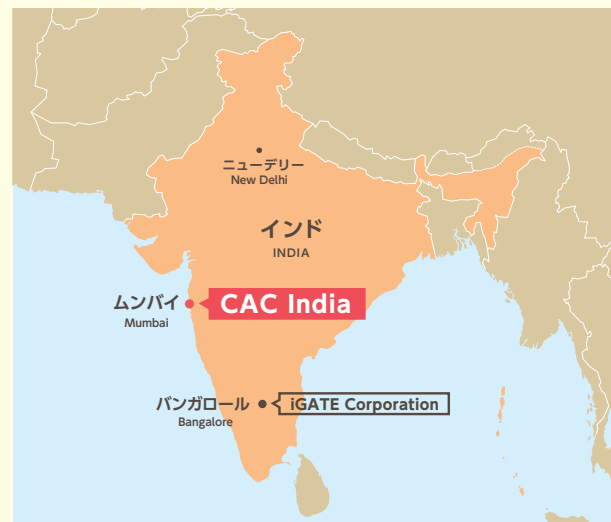 ニューデリー
New Delhi
インド
INDIA
ムンバイ
Mumbai
CAC India
バンガロール
Bangalore
iGATE Corporation